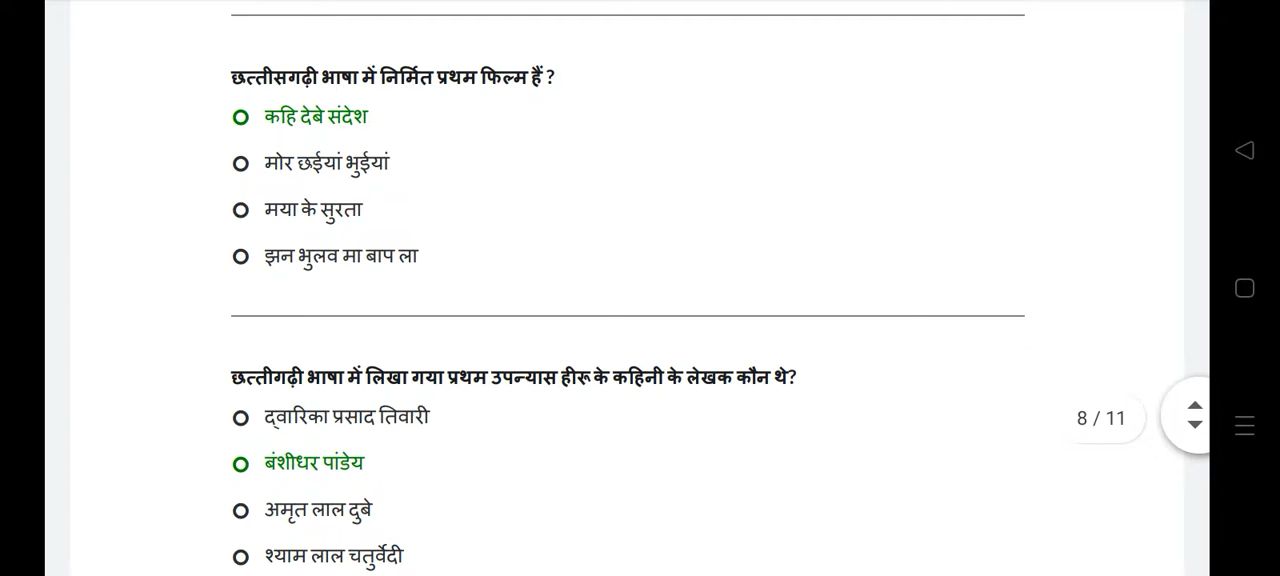 छत्तीसगढ़ी भाषा में निर्मित प्रथम फिल्म हैं ?
कहि देबे संदेश
मोर छईयां भुईयां
मया के सुरता
झन भुलव मा बाप ला
छत्तीगढ़ी भाषा में लिखा गया प्रथम उपन्यास हीरू के कहिनी के लेखक कौन थे?
द्वारिका प्रसाद तिवारी
8 / 11
बंशीधर पांडेय
अमृत लाल दुबे
श्याम लाल चतुर्वेदी